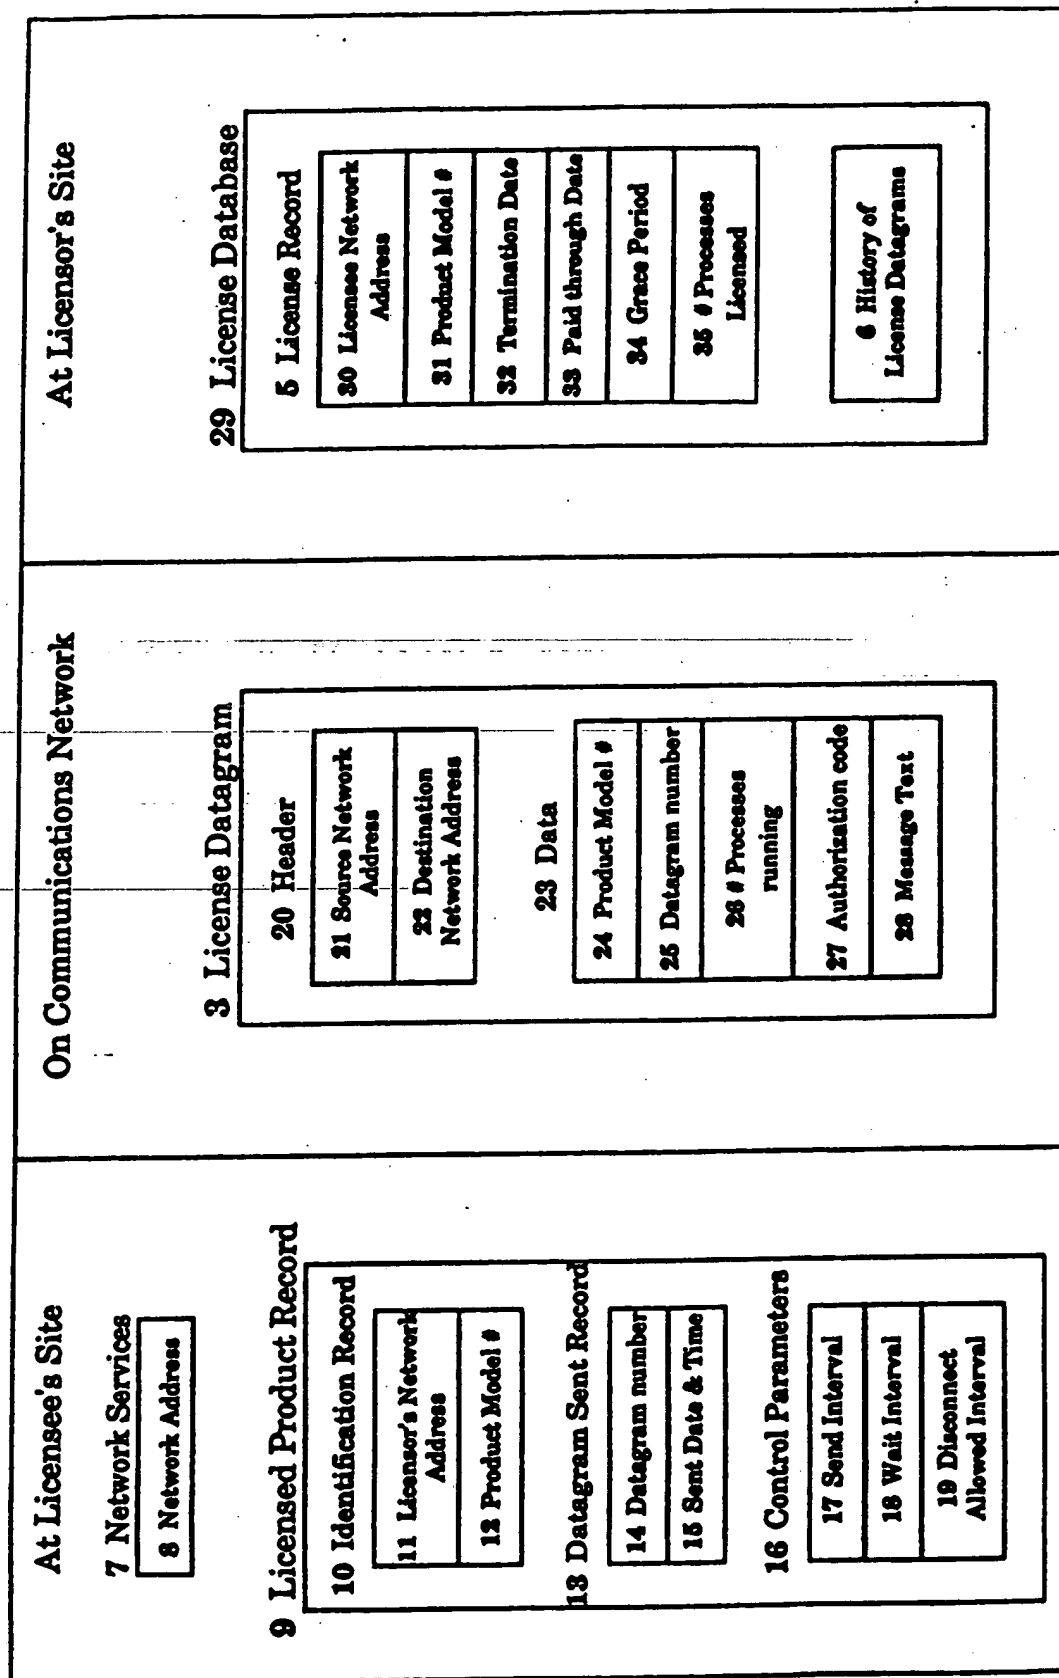 At Licensee's Site
7 Network Services
8 Network Address
9 Licensed Product Record
10 Identification Record
11 Licensor's Network
Address
12 Product Model #
13 Datagram Sent Record
14 Datagram number
15 Sent Date & Time
16 Control Parameters
17 Send Interval
18 Wait Interval
19 Disconnect
Allowed Interval
On Communications Network
3 License Datagram
20 Header
21 Source Network
Address
22 Destination
Network Address
23 Data
24 Product Model #
25 Datagram number
26 # Processes
running
27 Authorization code
28 Message Text
At Licensor's Site
29 License Database
5 License Record
30 Licensee Network
Address
31 Product Model #
32 Termination Date
33 Paid through Date
34 Grace Period
35 # Processes
Licensed
6 History of
License Datagrams